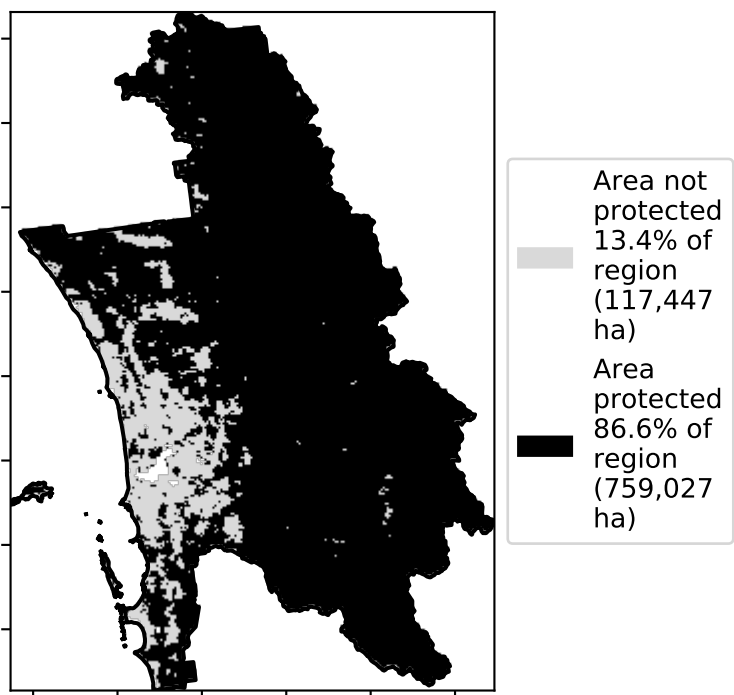 Area not
protected
13.4% of
region
(117,447
ha)
Area
protected
86.6% of
region
(759,027
ha)